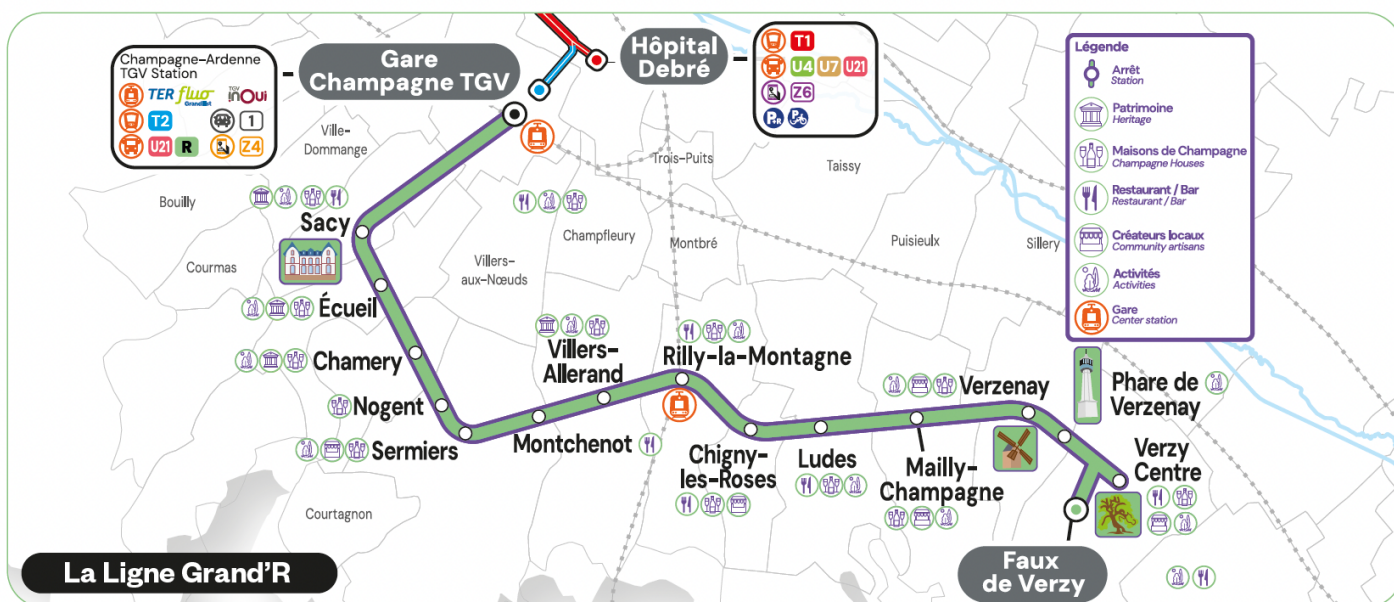 Champagne-Ardenne
TGV Station
TER fluo
Grand Est
TGV
inOui
T2
1
U21
R
Z4
Gare
Champagne TGV
Hôpital
Debré
T1
U4
U7
U21
Z6
P+R
P
Légende
Arrêt
Station
Patrimoine
Heritage
Maisons de Champagne
Champagne Houses
Restaurant / Bar
Restaurant / Bar
Créateurs locaux
Community artisans
Activités
Activities
Gare
Center station
Ville-
Dommange
Trois-Puits
Taissy
Bouilly
Sacy
Champfleury
Montbré
Puisieulx
Sillery
Courmas
Villers-
aux-Nœuds
Écueil
Villers-
Allerand
Rilly-la-Montagne
Chamery
Verzenay
Phare de
Verzenay
Nogent
Sermiers
Montchenot
Chigny-
les-Roses
Ludes
Mailly-
Champagne
Verzy
Centre
Courtagnon
Faux
de Verzy
La Ligne Grand'R